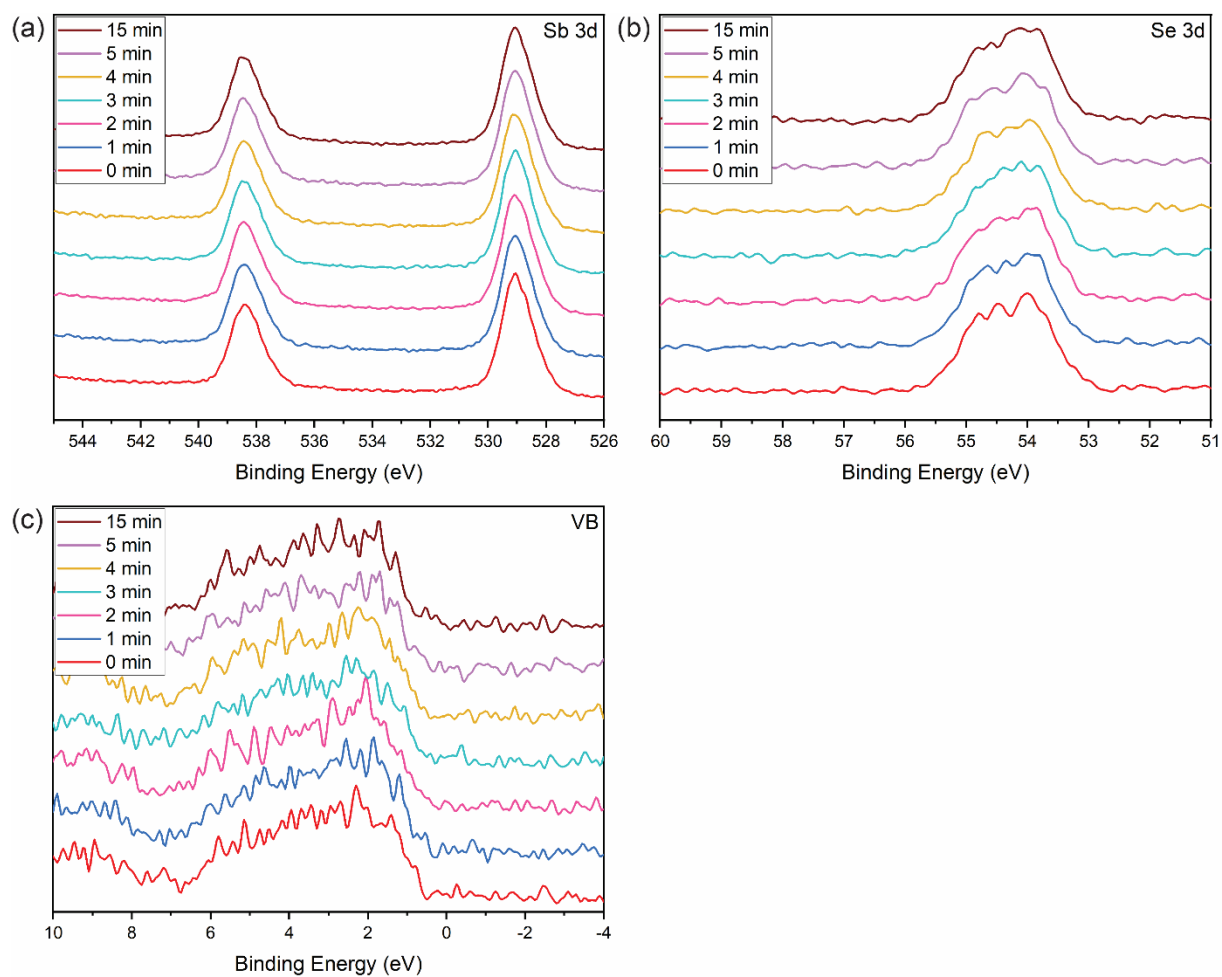 (a)
Sb 3d
15 min
5 min
4 min
3 min
2 min
1 min
0 min
544 542 540 538 536 534 532 530 528 526
Binding Energy (eV)
(b)
Se 3d
15 min
5 min
4 min
3 min
2 min
1 min
0 min
60 59 58 57 56 55 54 53 52 51
Binding Energy (eV)
(c)
VB
15 min
5 min
4 min
3 min
2 min
1 min
0 min
10 8 6 4 2 0 -2 -4
Binding Energy (eV)